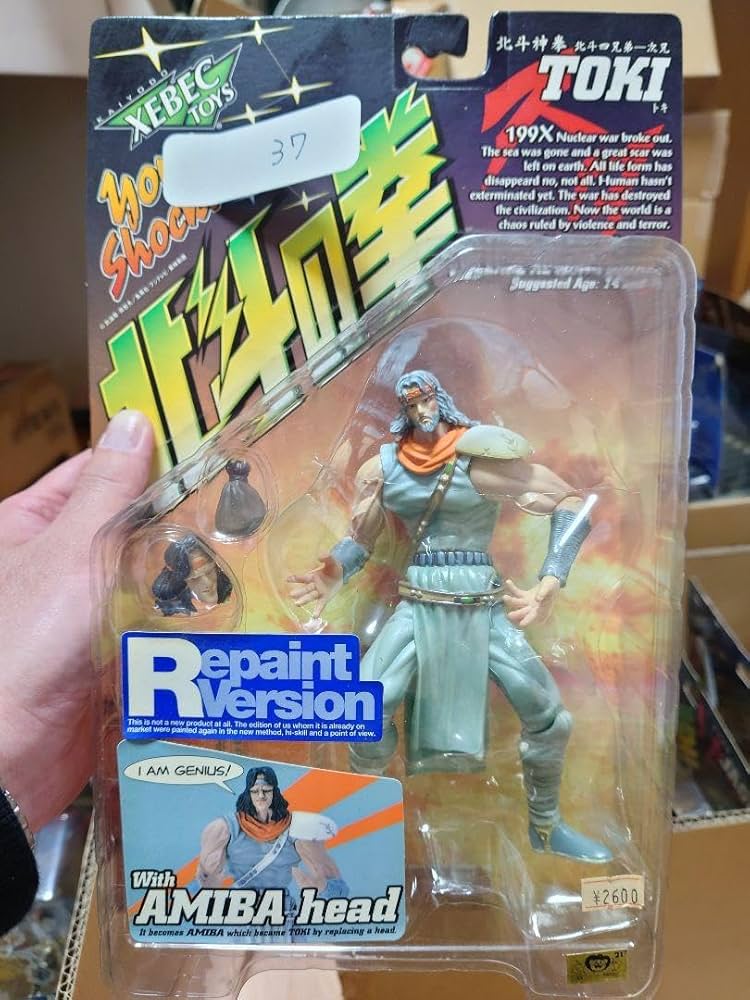 KAIYODO
XEBEC
TOYS
37
You
Shock
北斗の拳
北斗神拳 北斗四兄弟一次兄
TOKI
トキ
199X Nuclear war broke out.
The sea was gone and a great scar was
left on earth. All life form has
disappeared no, not all. Human hasn't
exterminated yet. The war has destroyed
the civilization. Now the world is a
chaos ruled by violence and terror.
Suggested Age: 14
Repaint
Version
This is not a new product at all. The edition of us whom it is already on
market were painted again in the new method, hi-skill and a point of view.
I AM GENIUS!
With
AMIBA head
It becomes AMIBA which became TOKI by replacing a head.
¥2600